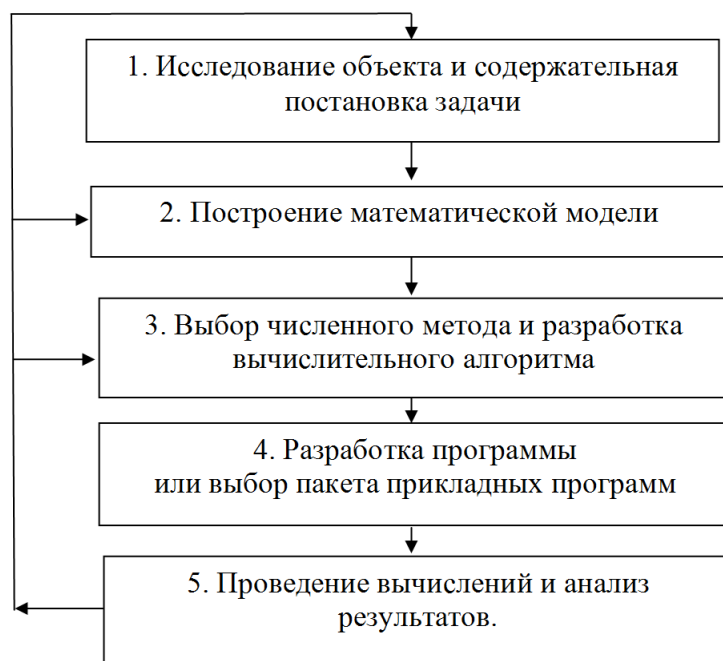 1. Исследование объекта и содержательная
постановка задачи
2. Построение математической модели
3. Выбор численного метода и разработка
вычислительного алгоритма
4. Разработка программы
или выбор пакета прикладных программ
5. Проведение вычислений и анализ
результатов.